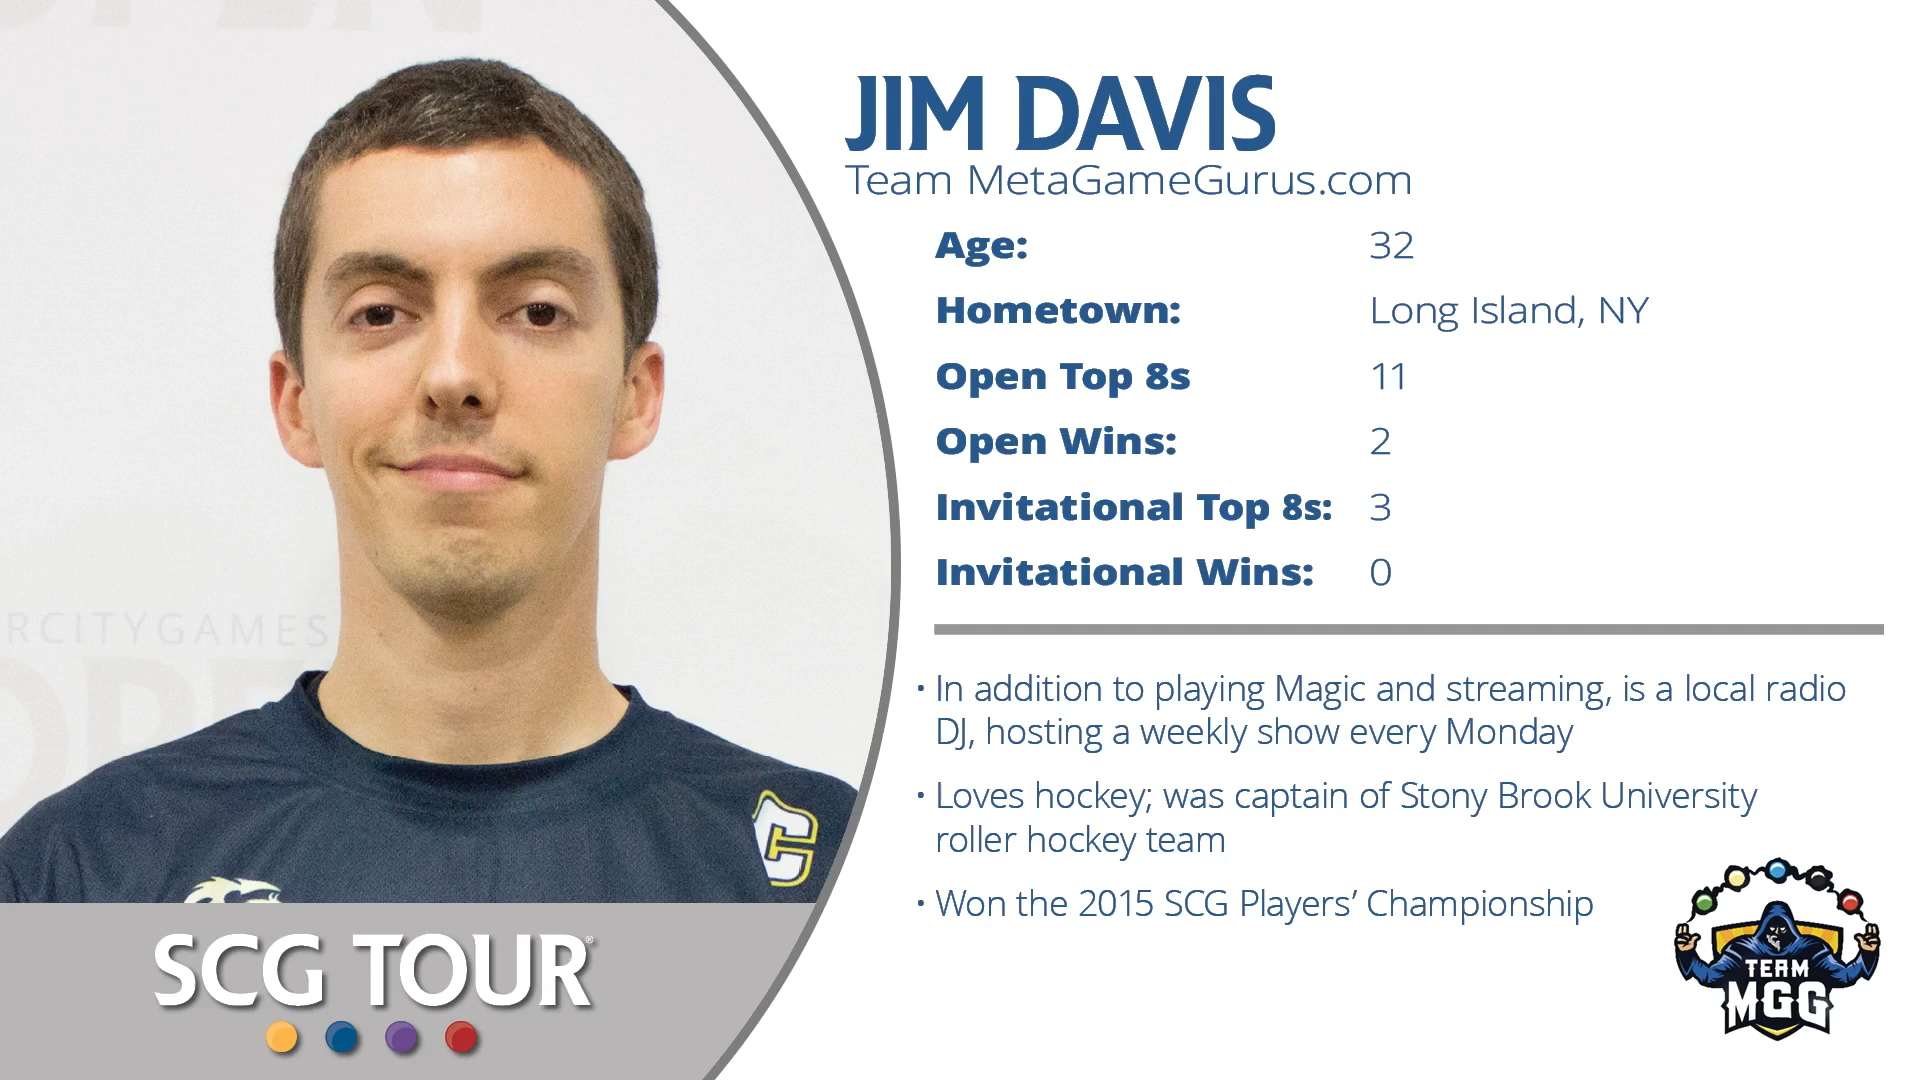 JIM DAVIS
Team MetaGameGurus.com
Age: 32
Hometown: Long Island, NY
Open Top 8s 11
Open Wins: 2
Invitational Top 8s: 3
Invitational Wins: 0
• In addition to playing Magic and streaming, is a local radio
DJ, hosting a weekly show every Monday
• Loves hockey; was captain of Stony Brook University
roller hockey team
• Won the 2015 SCG Players’ Championship
RCITYGAMES
OPEN
C
SCG TOUR®
TEAM
MGG